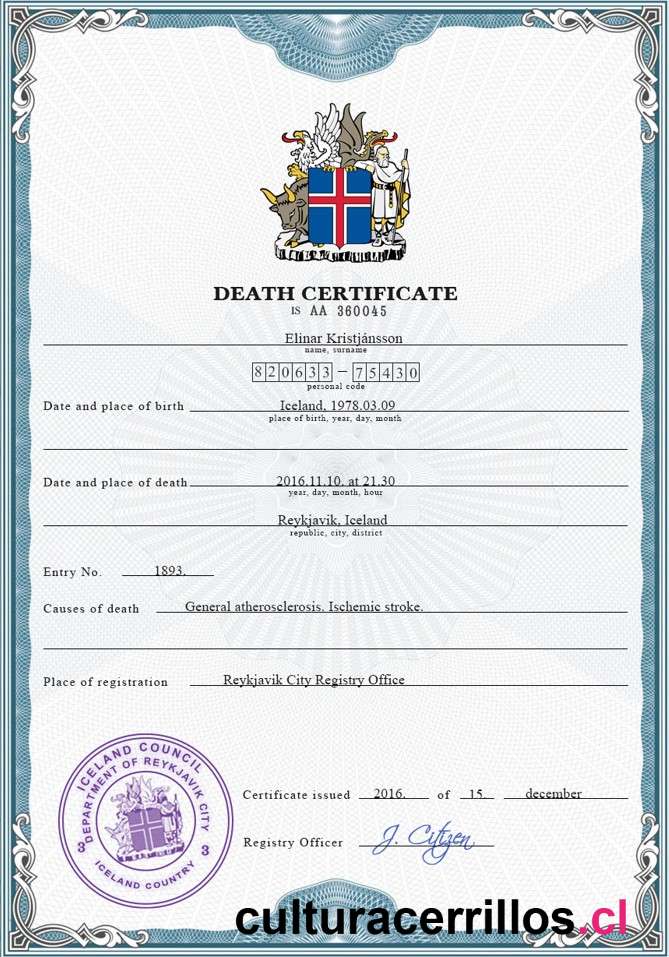 DEATH CERTIFICATE
IS AA 360045
Elinar Kristjánsson
name, surname
820633–75430
personal code
Date and place of birth Iceland, 1978.03.09
place of birth, year, day, month
Date and place of death 2016.11.10. at 21.30
year, day, month, hour
Reykjavik, Iceland
republic, city, district
Entry No. 1893.
Causes of death General atherosclerosis. Ischemic stroke.
Place of registration Reykjavik City Registry Office
ICELAND COUNCIL
DEPARTMENT OF REYKJAVIK CITY
3 3
ICELAND COUNTRY
Certificate issued 2016. of 15. december
Registry Officer J. Citizen
culturacerrillos.cl